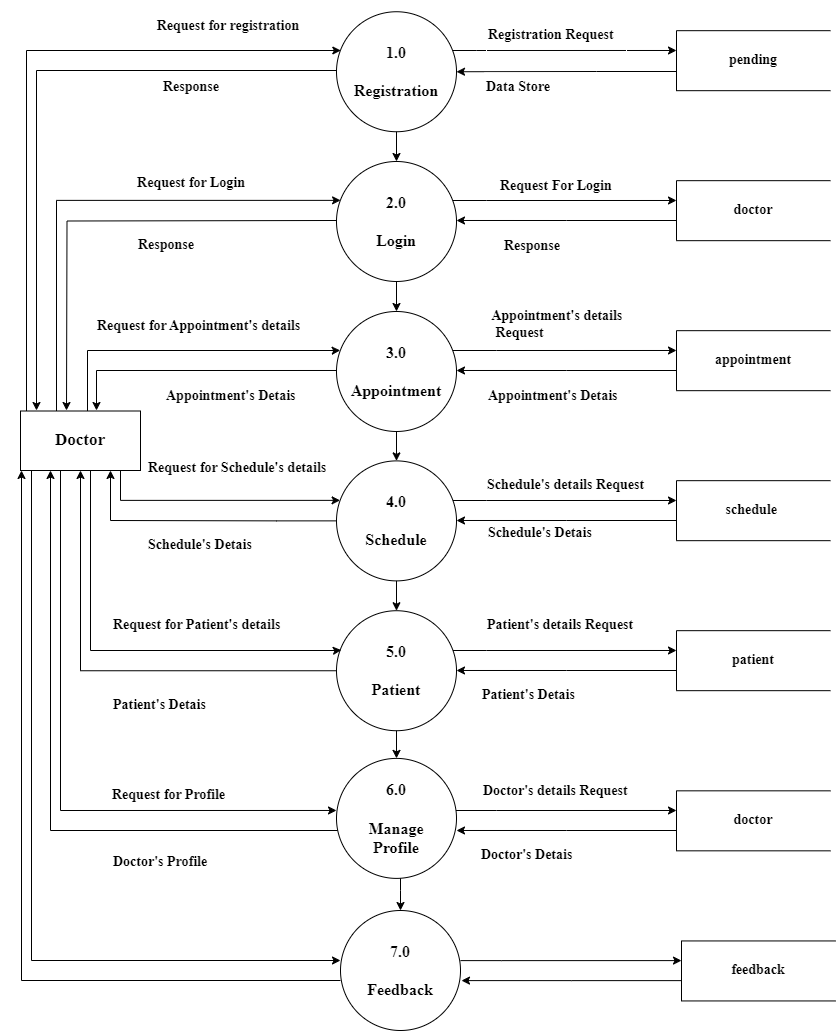 Request for registration
1.0
Registration Request
pending
Registration
Response
Data Store
Request for Login
2.0
Request For Login
doctor
Login
Response
Response
Request for Appointment's details
3.0
Appointment's details
Request
appointment
Appointment
Appointment's Detais
Appointment's Detais
Doctor
Request for Schedule's details
4.0
Schedule's details Request
schedule
Schedule
Schedule's Detais
Schedule's Detais
Request for Patient's details
5.0
Patient's details Request
patient
Patient
Patient's Detais
Patient's Detais
Request for Profile
6.0
Doctor's details Request
doctor
Manage
Profile
Doctor's Profile
Doctor's Detais
7.0
feedback
Feedback